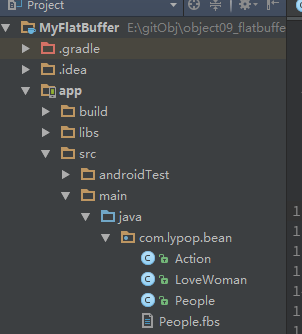 Project
MyFlatBuffer E:\gitObj\object09_flatbuffe
.gradle
.idea
app
build
libs
src
androidTest
main
java
com.lypop.bean
Action
LoveWoman
People
People.fbs